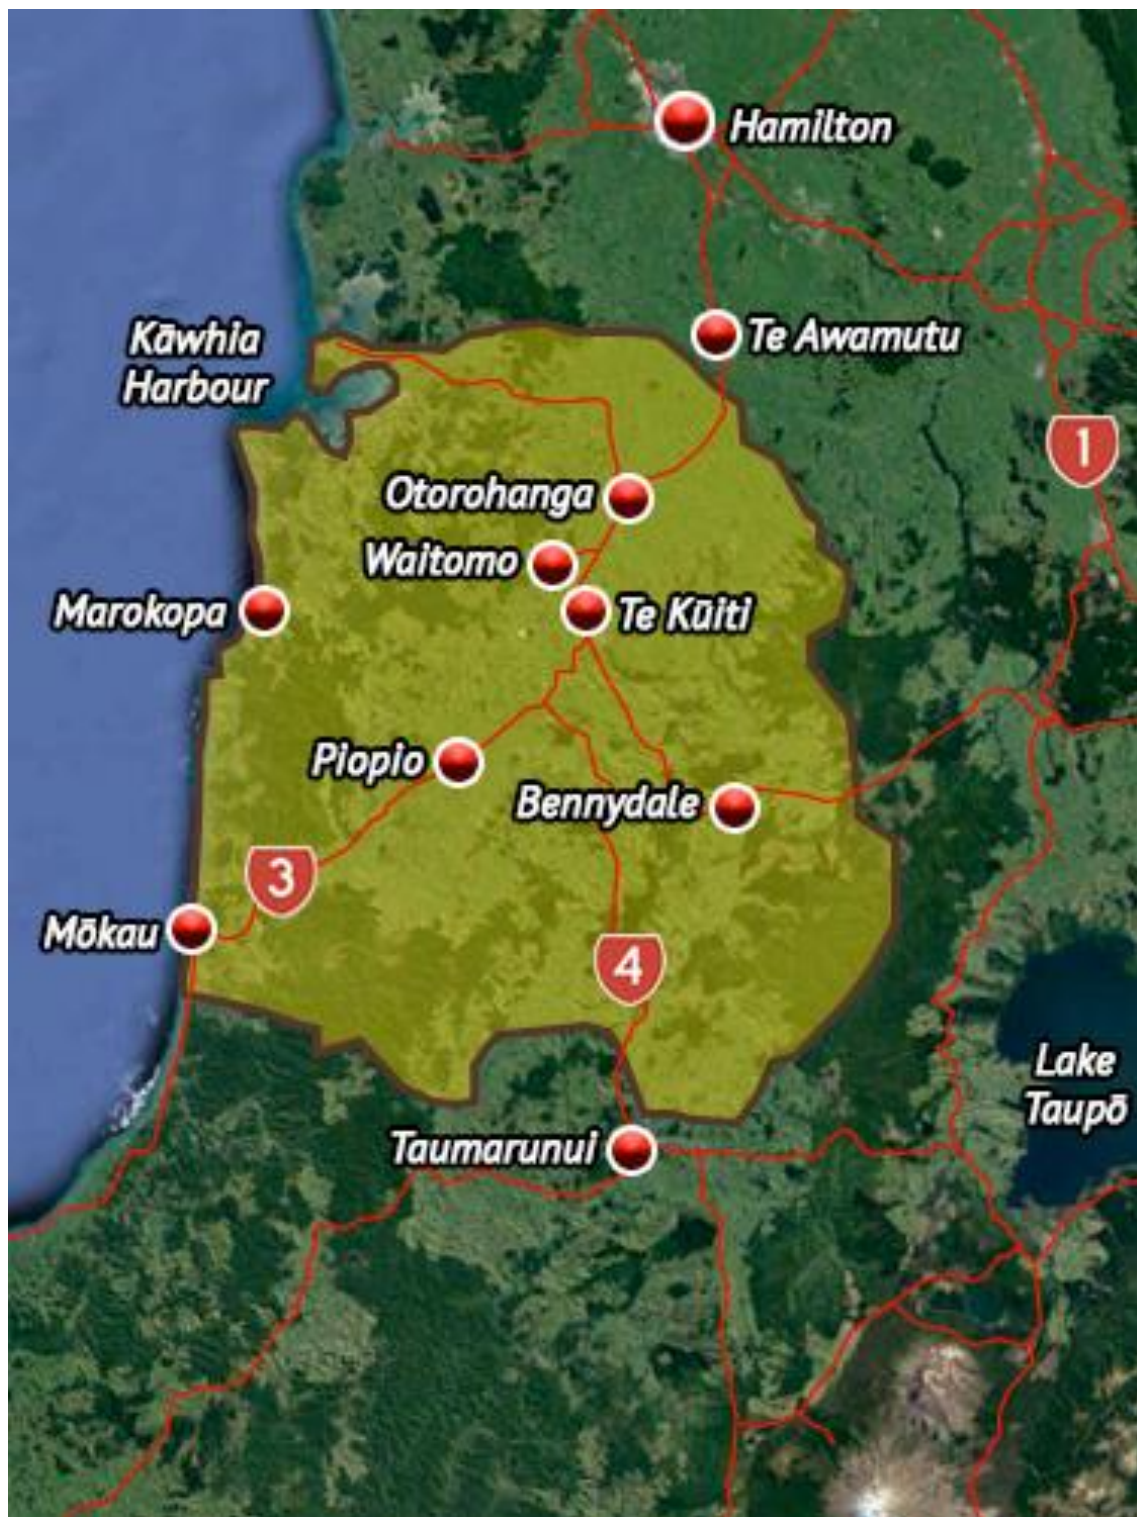 Hamilton
Kāwhia
Harbour
Te Awamutu
1
Otorohanga
Waitomo
Marokopa
Te Kūiti
Piopio
Bennydale
3
Mōkau
4
Lake
Taupō
Taumarunui